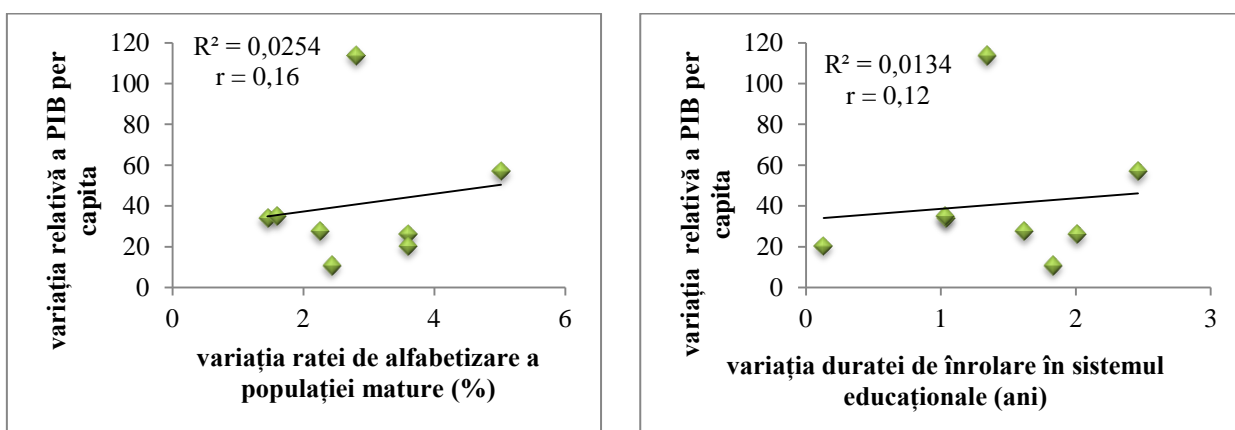 variația relativă a PIB per
capita
120
100
80
60
40
20
0
R² = 0,0254
r = 0,16
0 2 4 6
variația ratei de alfabetizare a
populației mature (%)
variația relativă a PIB per
capita
120
100
80
60
40
20
0
R² = 0,0134
r = 0,12
0 1 2 3
variația duratei de înrolare în sistemul
educaționale (ani)